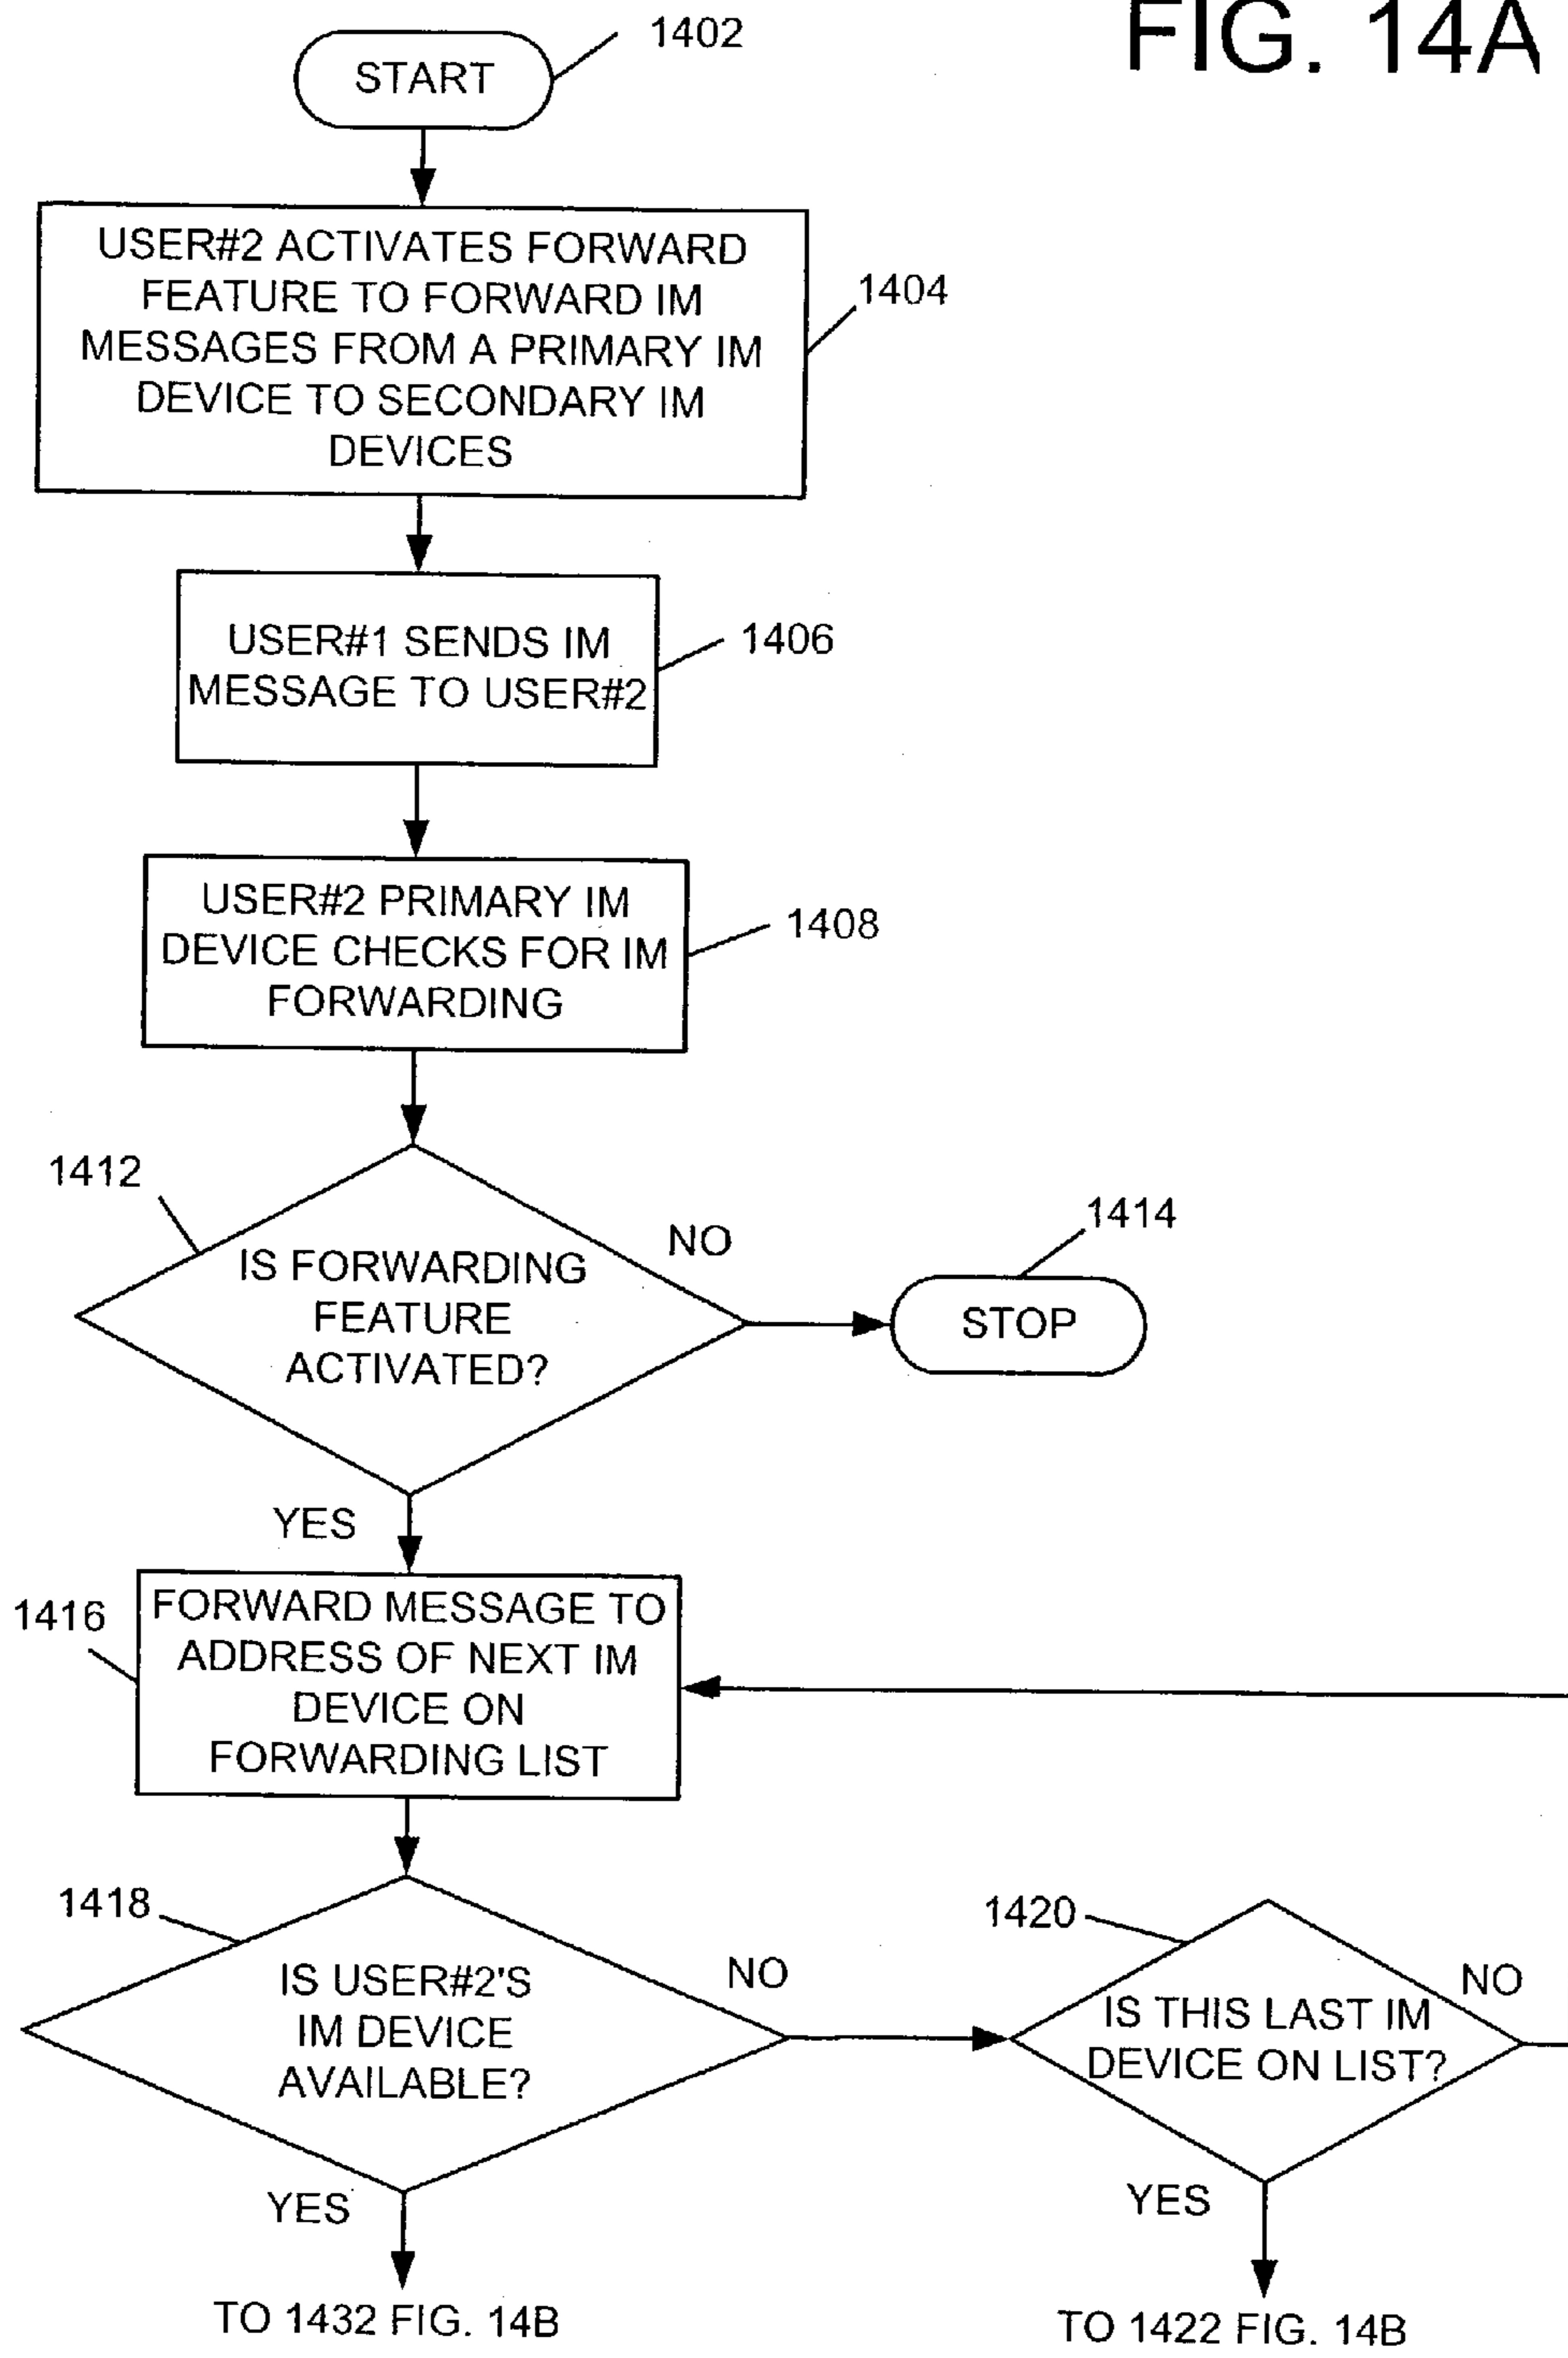 FIG. 14A
1402
START
USER#2 ACTIVATES FORWARD
FEATURE TO FORWARD IM
MESSAGES FROM A PRIMARY IM
DEVICE TO SECONDARY IM
DEVICES
1404
USER#1 SENDS IM
MESSAGE TO USER#2
1406
USER#2 PRIMARY IM
DEVICE CHECKS FOR IM
FORWARDING
1408
1412
IS FORWARDING
FEATURE
ACTIVATED?
NO
1414
STOP
YES
1416
FORWARD MESSAGE TO
ADDRESS OF NEXT IM
DEVICE ON
FORWARDING LIST
1418
IS USER#2'S
IM DEVICE
AVAILABLE?
NO
1420
IS THIS LAST IM
DEVICE ON LIST?
NO
YES
YES
TO 1432 FIG. 14B
TO 1422 FIG. 14B